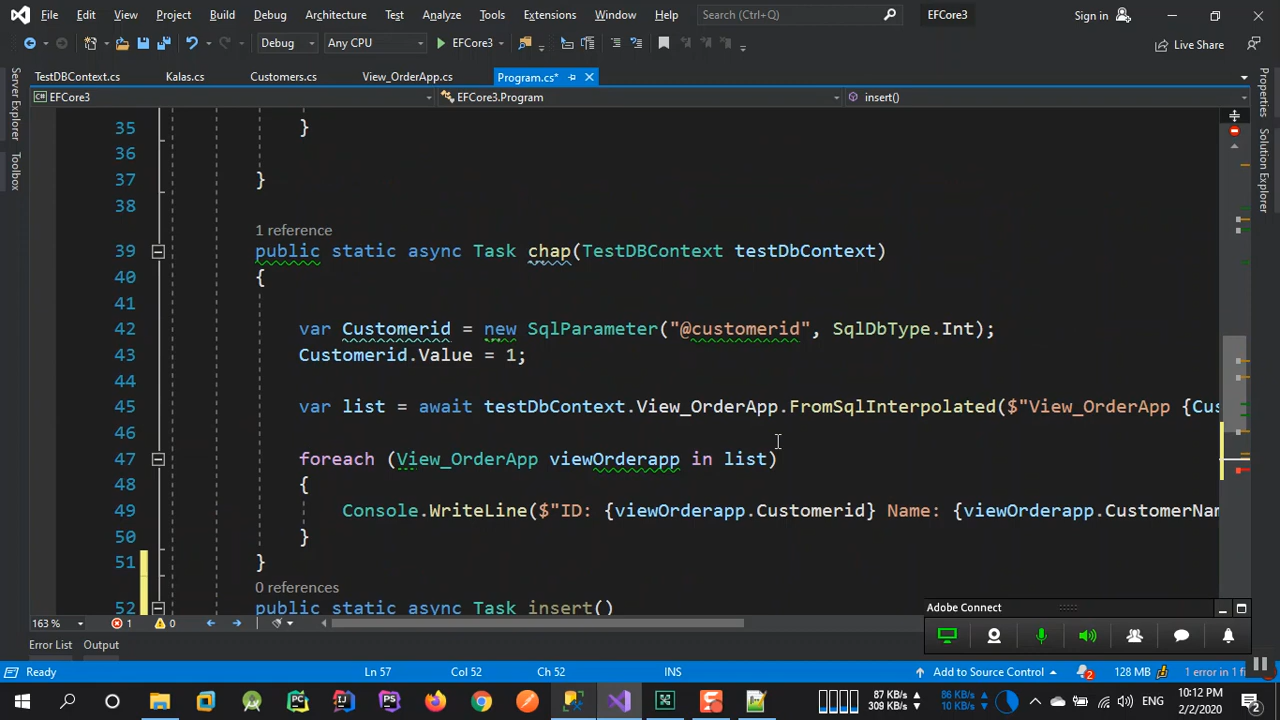 File Edit View Project Build Debug Architecture Test Analyze Tools Extensions Window Help Search (Ctrl+Q) EFCore3 Sign in
Debug Any CPU EFCore3 Live Share
TestDBContext.cs Kalas.cs Customers.cs View_OrderApp.cs Program.cs*
EFCore3 EFCore3.Program insert()
Server Explorer
Toolbox
Properties
Solution Explorer
35 }
36
37 }
38
1 reference
39 public static async Task chap(TestDBContext testDbContext)
40 {
41
42 var Customerid = new SqlParameter("@customerid", SqlDbType.Int);
43 Customerid.Value = 1;
44
45 var list = await testDbContext.View_OrderApp.FromSqlInterpolated($"View_OrderApp {Cus
46
47 foreach (View_OrderApp viewOrderapp in list)
48 {
49 Console.WriteLine($"ID: {viewOrderapp.Customerid} Name: {viewOrderapp.CustomerNam
50 }
51 }
0 references
52 public static async Task insert()
Adobe Connect
163 % 1 0
Error List Output
Ready Ln 57 Col 52 Ch 52 INS Add to Source Control 2 128 MB 1 error in 1 f
87 KB/s
309 KB/s
86 KB/s
10 KB/s
ENG
10:12 PM
2/2/2020
2